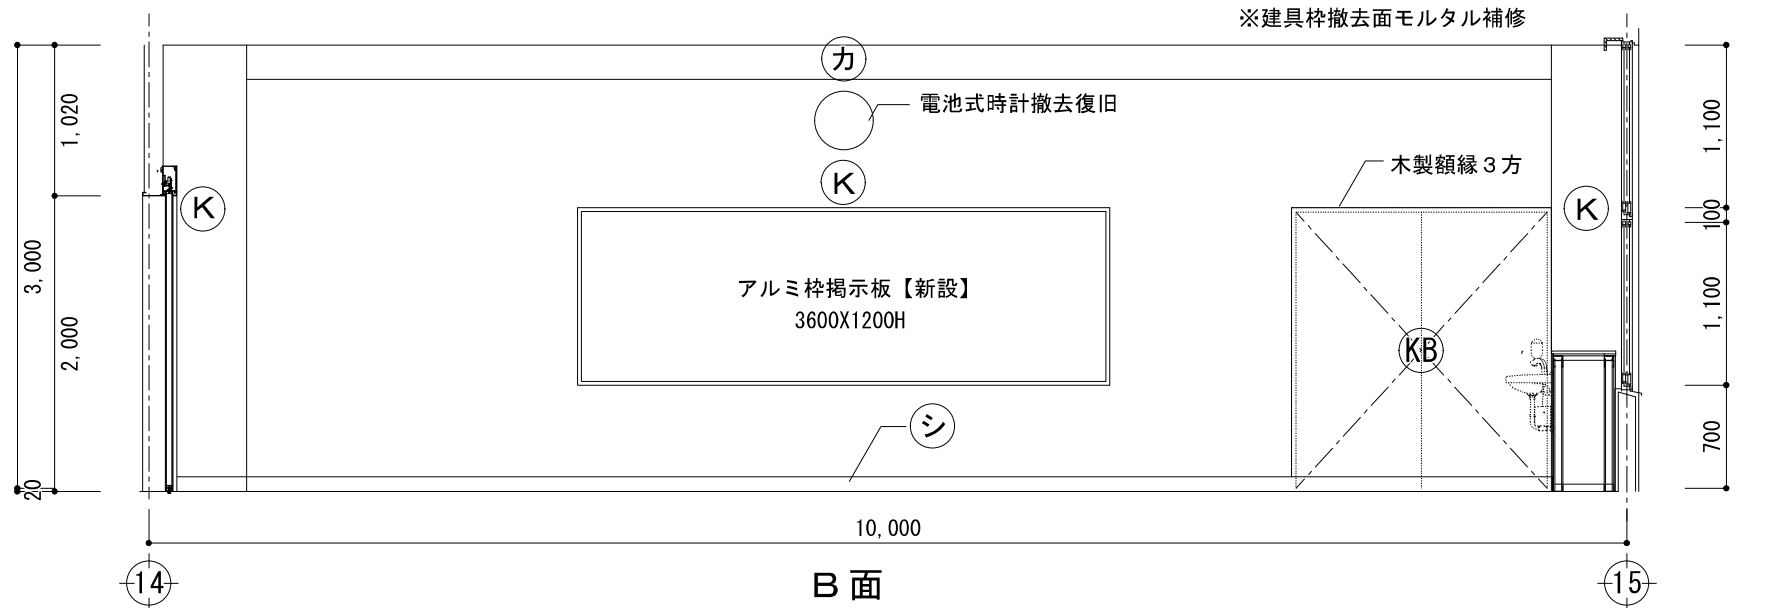 ※建具枠撤去面モルタル補修
カ
電池式時計撤去復旧
K
木製額縁３方
K
K
アルミ枠掲示板【新設】
3600X1200H
KB
シ
1,020
3,000
2,000
20
1,100
100
1,100
700
10,000
14
B面
15